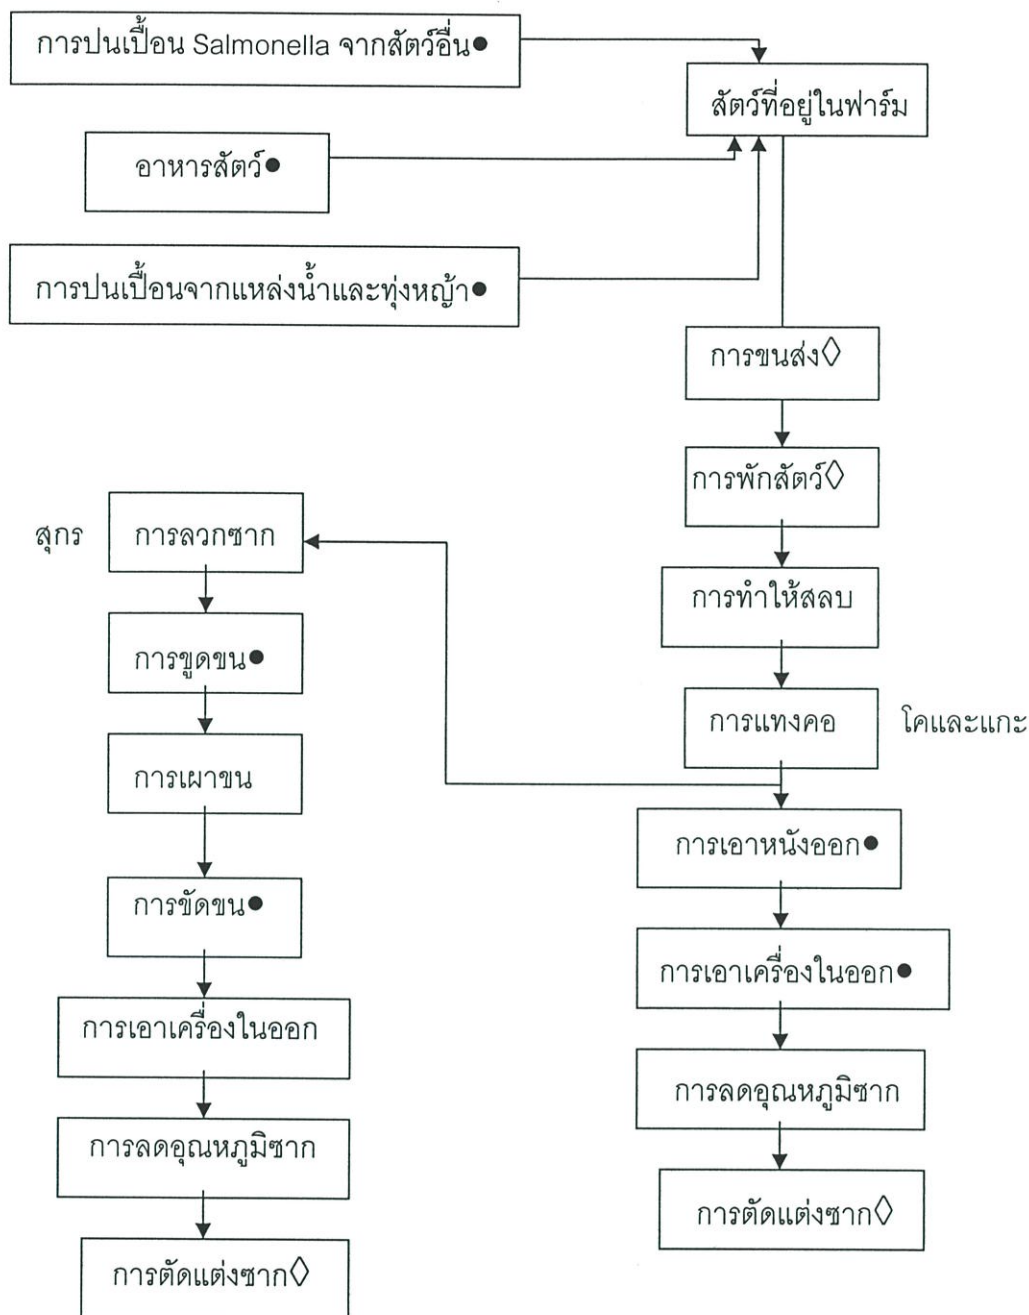 การปนเปื้อน Salmonella จากสัตว์อื่น●
สัตว์ที่อยู่ในฟาร์ม
อาหารสัตว์●
การปนเปื้อนจากแหล่งน้ำและทุ่งหญ้า●
การขนส่ง◊
การพักสัตว์◊
การทำให้สลบ
การแทงคอ
โคและแกะ
สุกร
การลวกซาก
การขูดขน●
การเผาขน
การขัดขน●
การเอาเครื่องในออก
การลดอุณหภูมิซาก
การตัดแต่งซาก◊
การเอาหนังออก●
การเอาเครื่องในออก●
การลดอุณหภูมิซาก
การตัดแต่งซาก◊